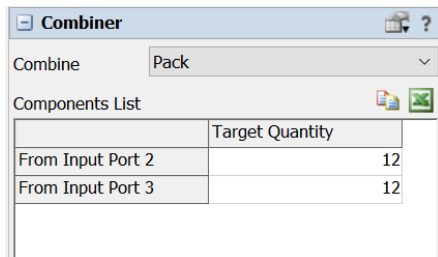 Combiner ?
Combine Pack
Components List
Target Quantity
From Input Port 2 12
From Input Port 3 12